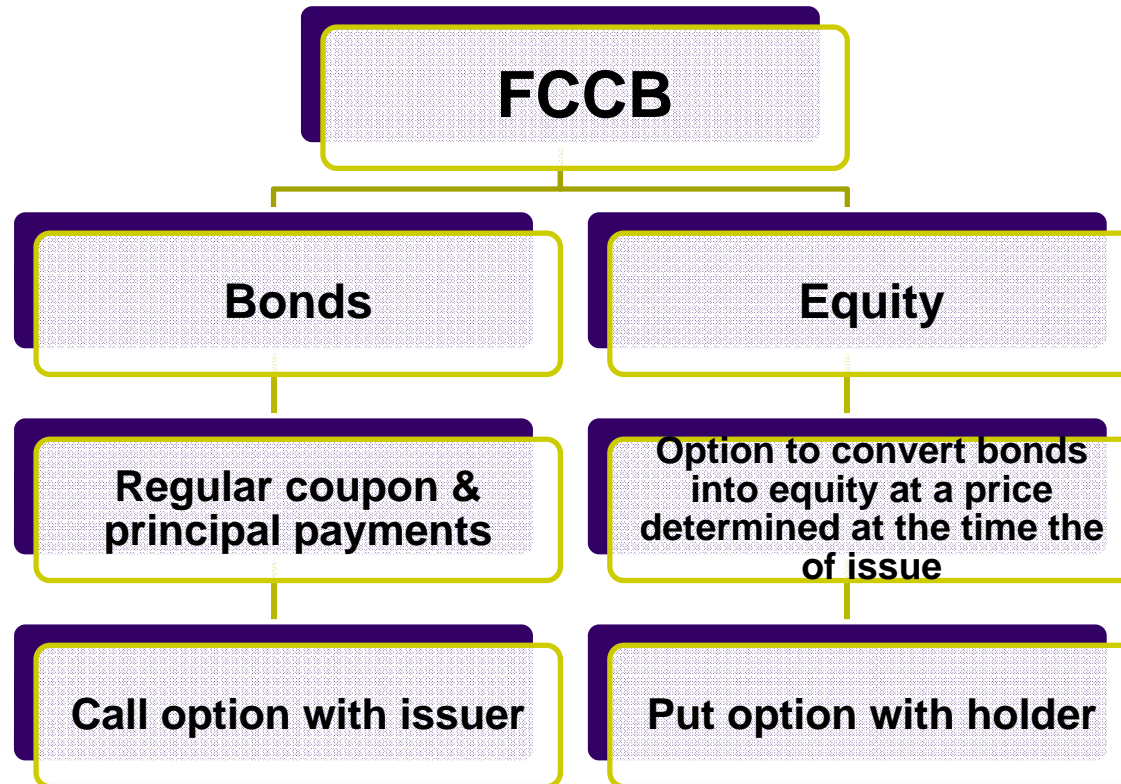 FCCB
Bonds
Equity
Regular coupon &
principal payments
Option to convert bonds
into equity at a price
determined at the time the
of issue
Call option with issuer
Put option with holder